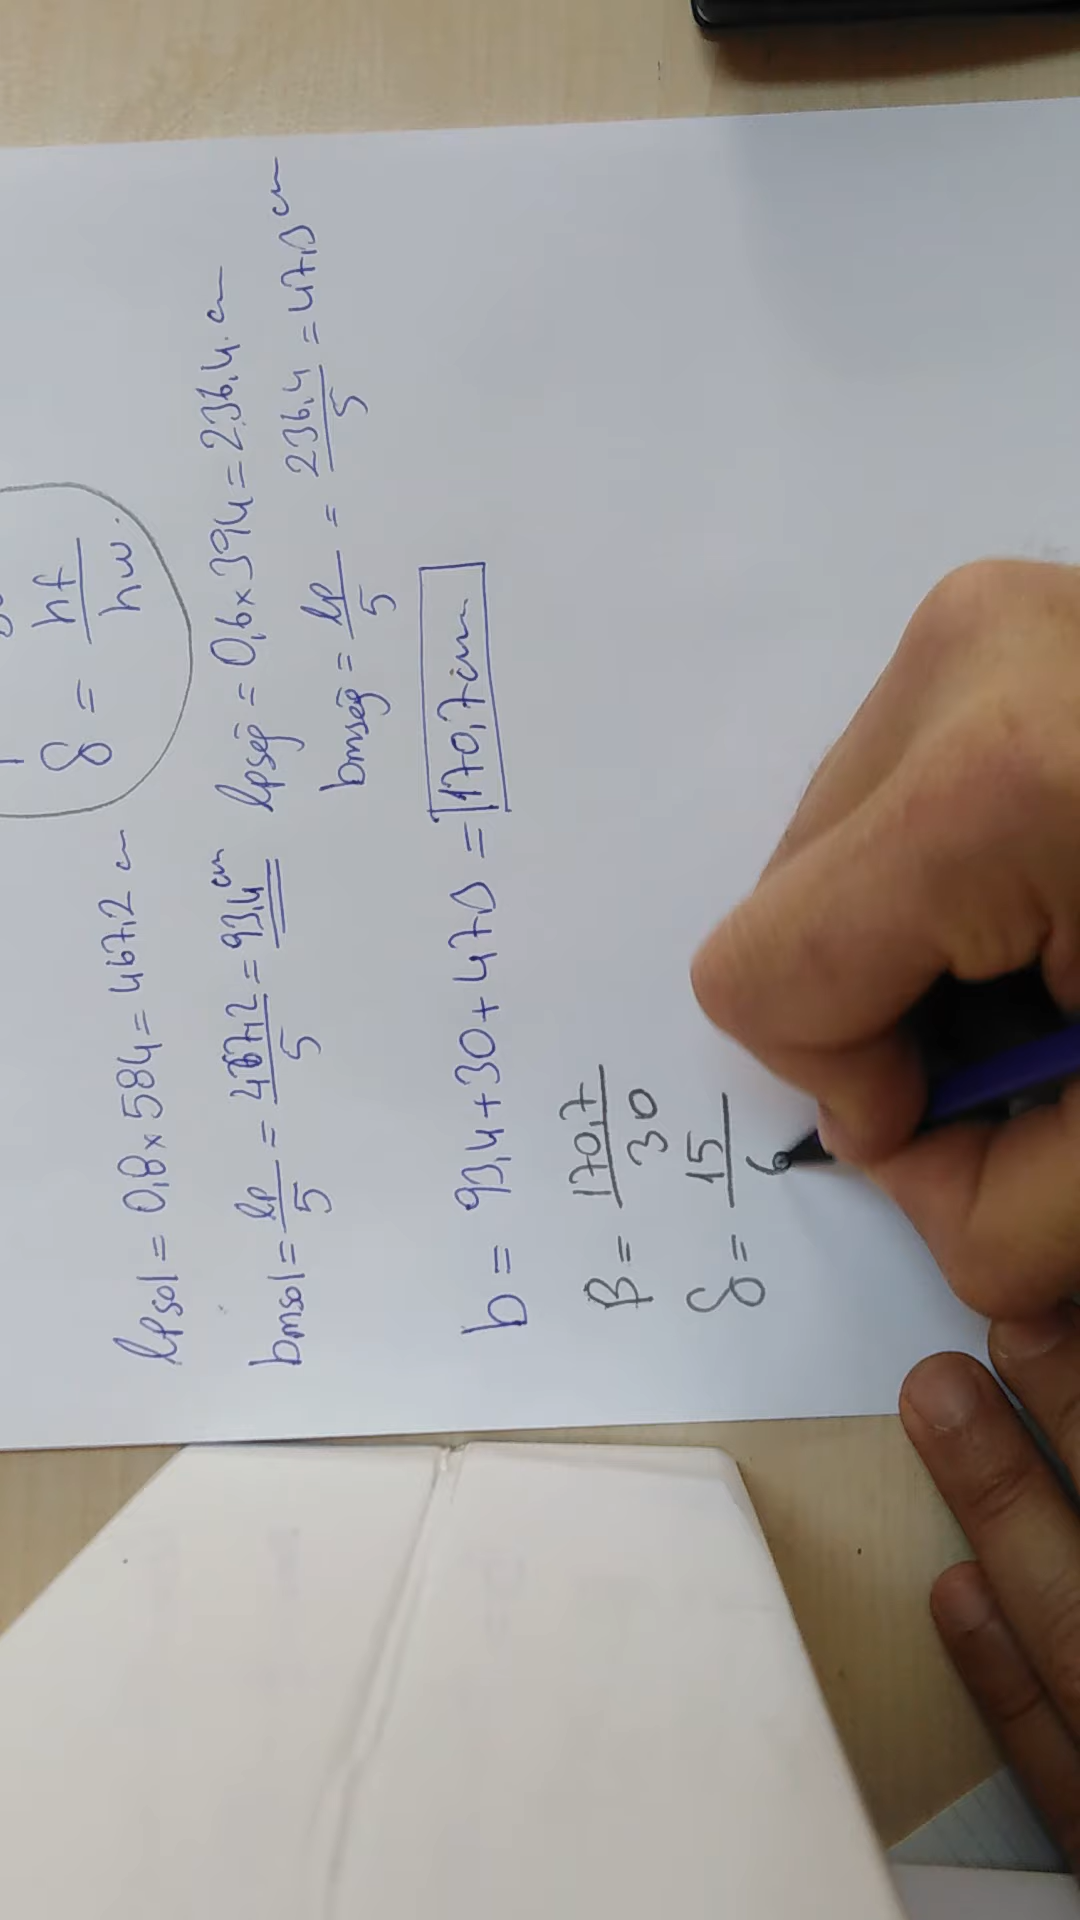 δ = hf / hw.
lpsol = 0,8 x 584 = 467,2 cm
bmsol = lp/5 = 467,2/5 = 93,4 cm
lpsağ = 0,6 x 394 = 236,4 cm
bmsağ = lp/5 = 236,4/5 = 47,3 cm
b = 93,4 + 30 + 47,3 = 170,7 cm
β = 170,7/30
δ = 15/6